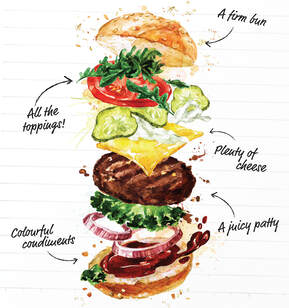 A firm bun
All the
toppings!
Plenty of
cheese
A juicy patty
Colourful
condiments